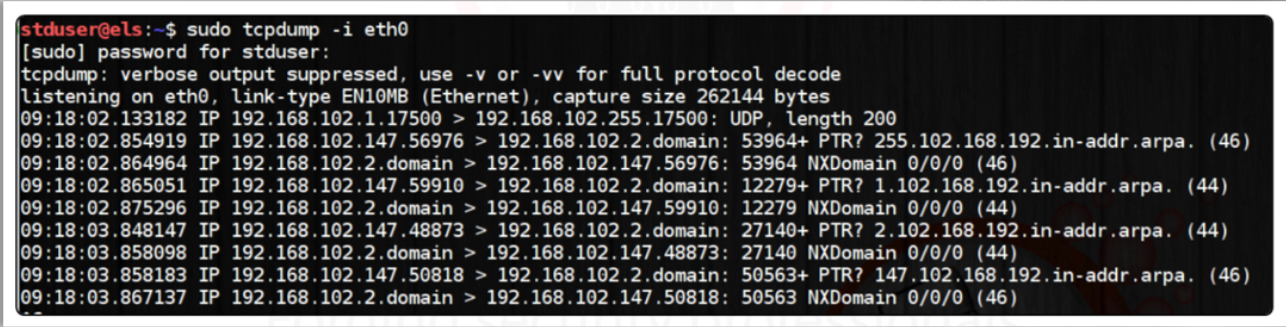 stduser@els:~$ sudo tcpdump -i eth0
[sudo] password for stduser:
tcpdump: verbose output suppressed, use -v or -vv for full protocol decode
listening on eth0, link-type EN10MB (Ethernet), capture size 262144 bytes
09:18:02.133182 IP 192.168.102.1.17500 > 192.168.102.255.17500: UDP, length 200
09:18:02.854919 IP 192.168.102.147.56976 > 192.168.102.2.domain: 53964+ PTR? 255.102.168.192.in-addr.arpa. (46)
09:18:02.864964 IP 192.168.102.2.domain > 192.168.102.147.56976: 53964 NXDomain 0/0/0 (46)
09:18:02.865051 IP 192.168.102.147.59910 > 192.168.102.2.domain: 12279+ PTR? 1.102.168.192.in-addr.arpa. (44)
09:18:02.875296 IP 192.168.102.2.domain > 192.168.102.147.59910: 12279 NXDomain 0/0/0 (44)
09:18:03.848147 IP 192.168.102.147.48873 > 192.168.102.2.domain: 27140+ PTR? 2.102.168.192.in-addr.arpa. (44)
09:18:03.858098 IP 192.168.102.2.domain > 192.168.102.147.48873: 27140 NXDomain 0/0/0 (44)
09:18:03.858183 IP 192.168.102.147.50818 > 192.168.102.2.domain: 50563+ PTR? 147.102.168.192.in-addr.arpa. (46)
09:18:03.867137 IP 192.168.102.2.domain > 192.168.102.147.50818: 50563 NXDomain 0/0/0 (46)